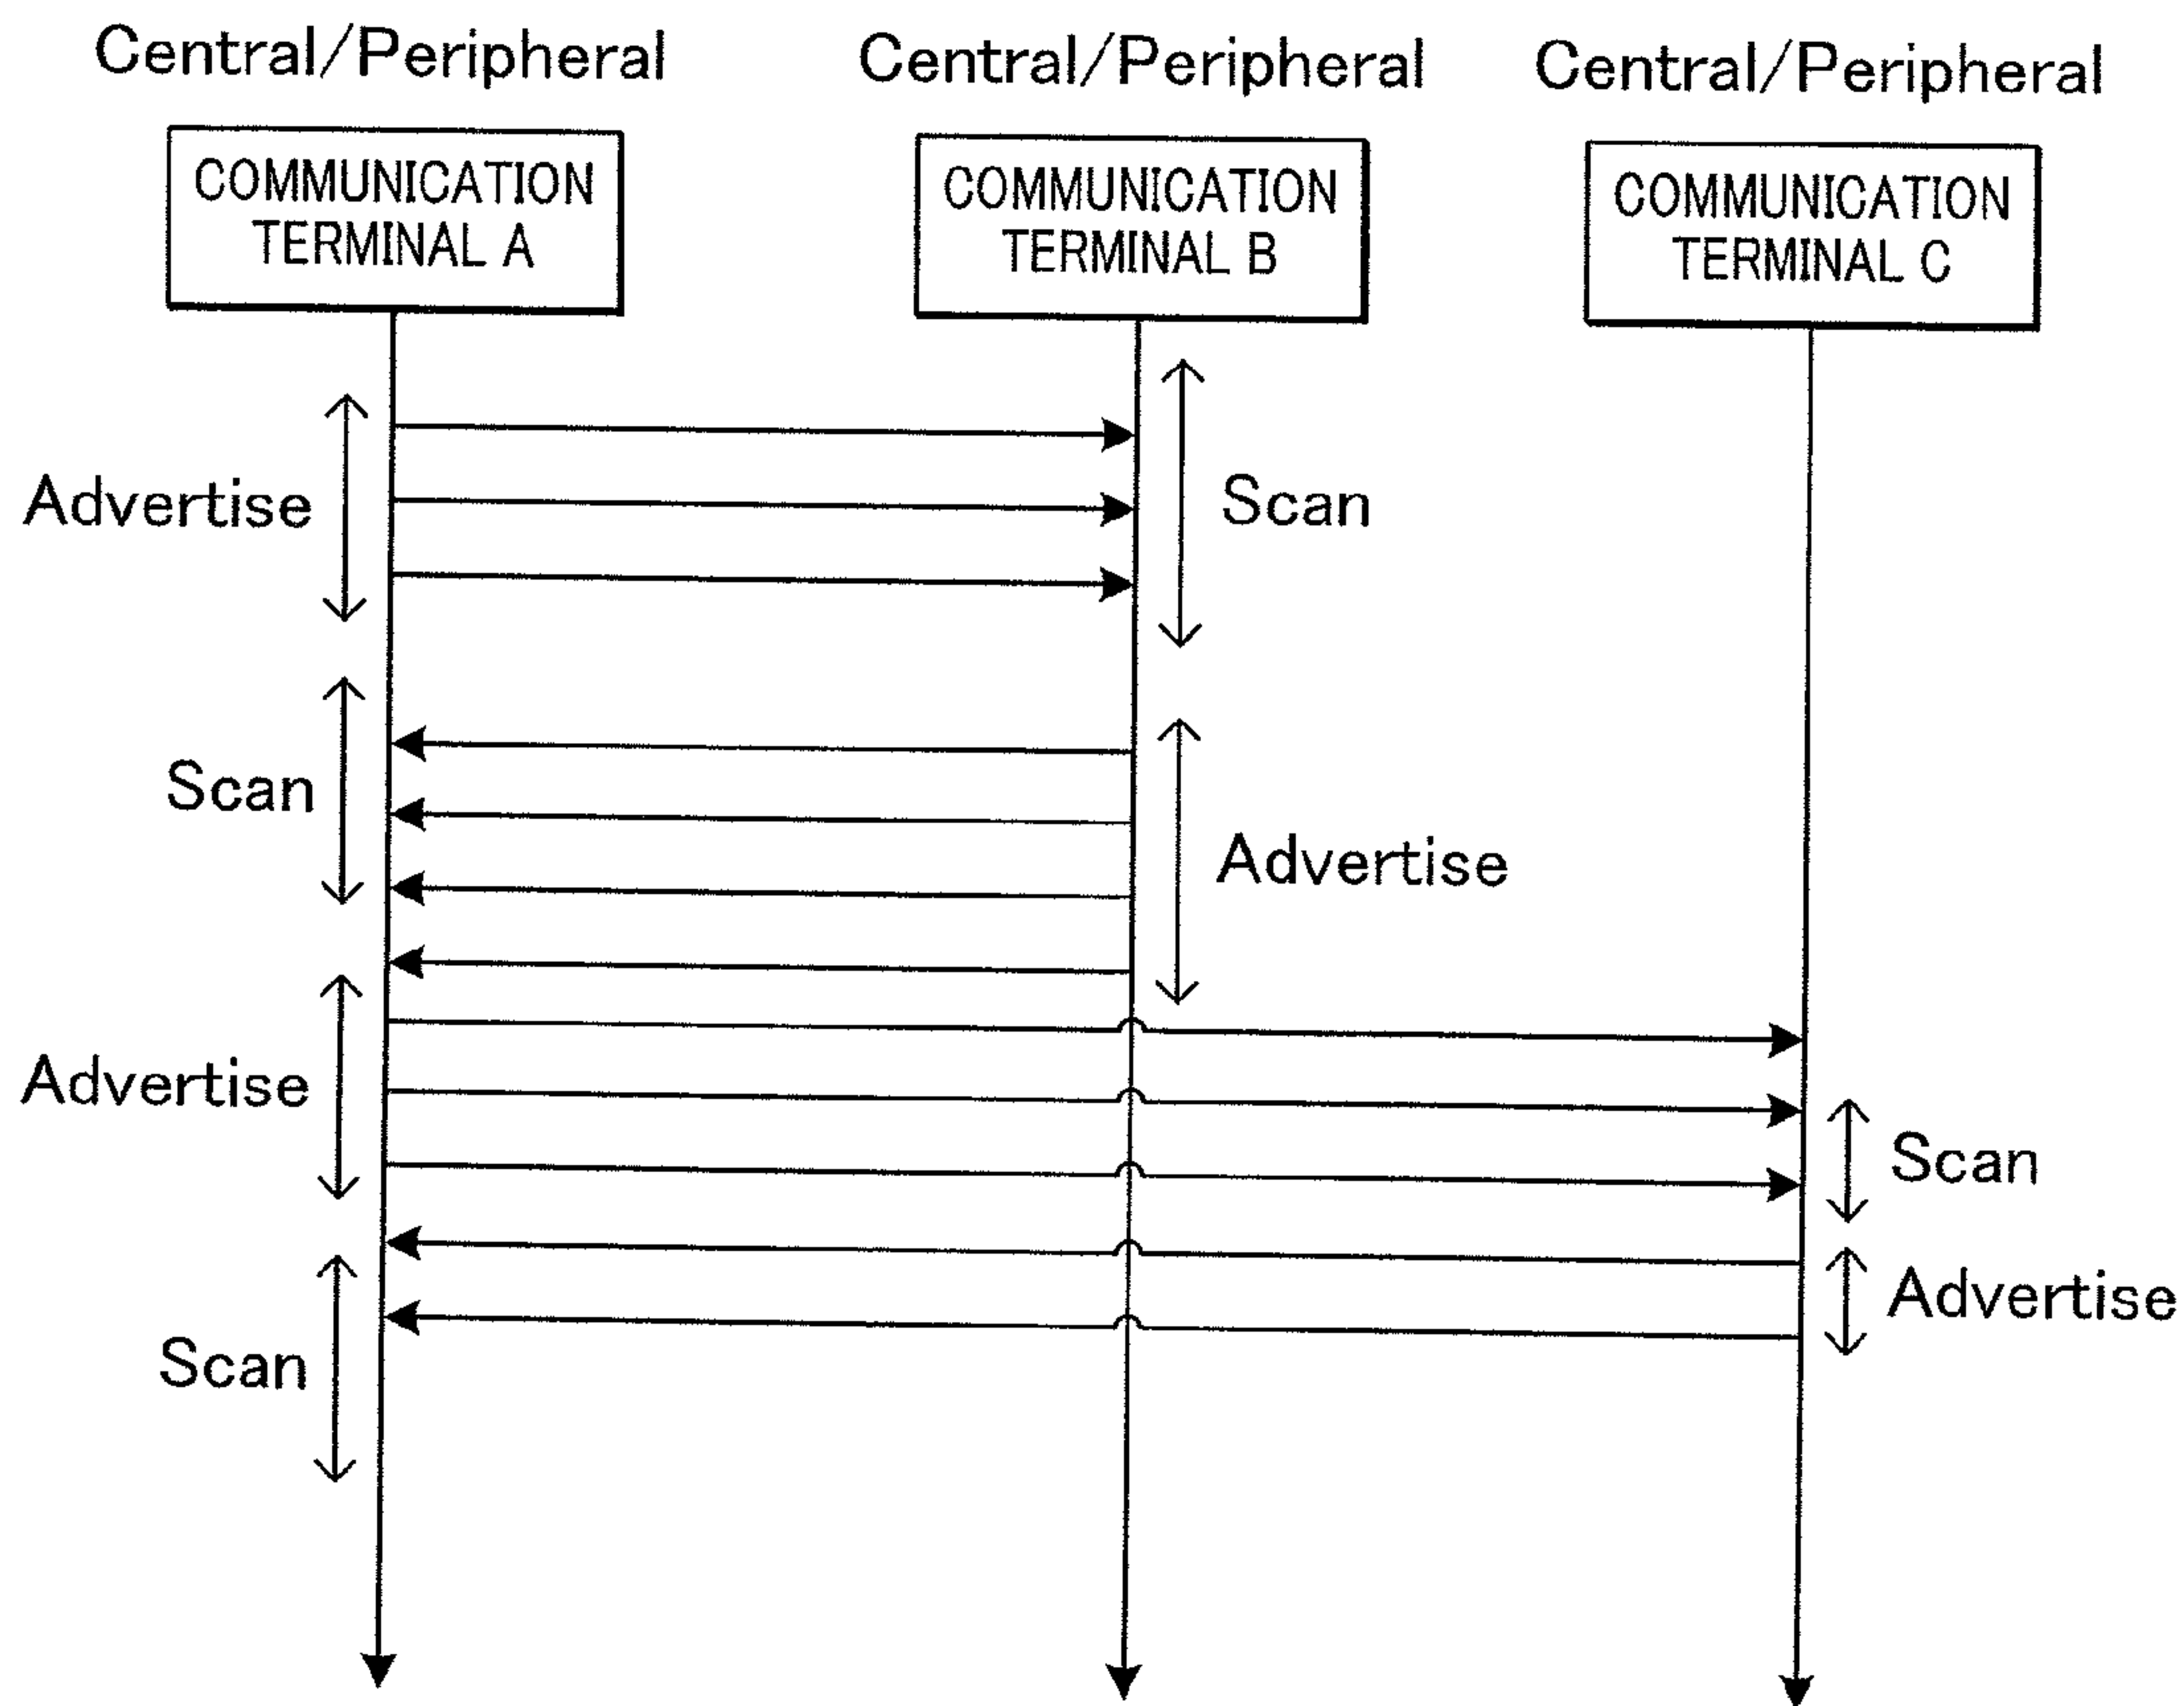 Central/Peripheral
Central/Peripheral
Central/Peripheral
COMMUNICATION
TERMINAL A
COMMUNICATION
TERMINAL B
COMMUNICATION
TERMINAL C
Advertise
Scan
Scan
Advertise
Advertise
Scan
Advertise
Scan